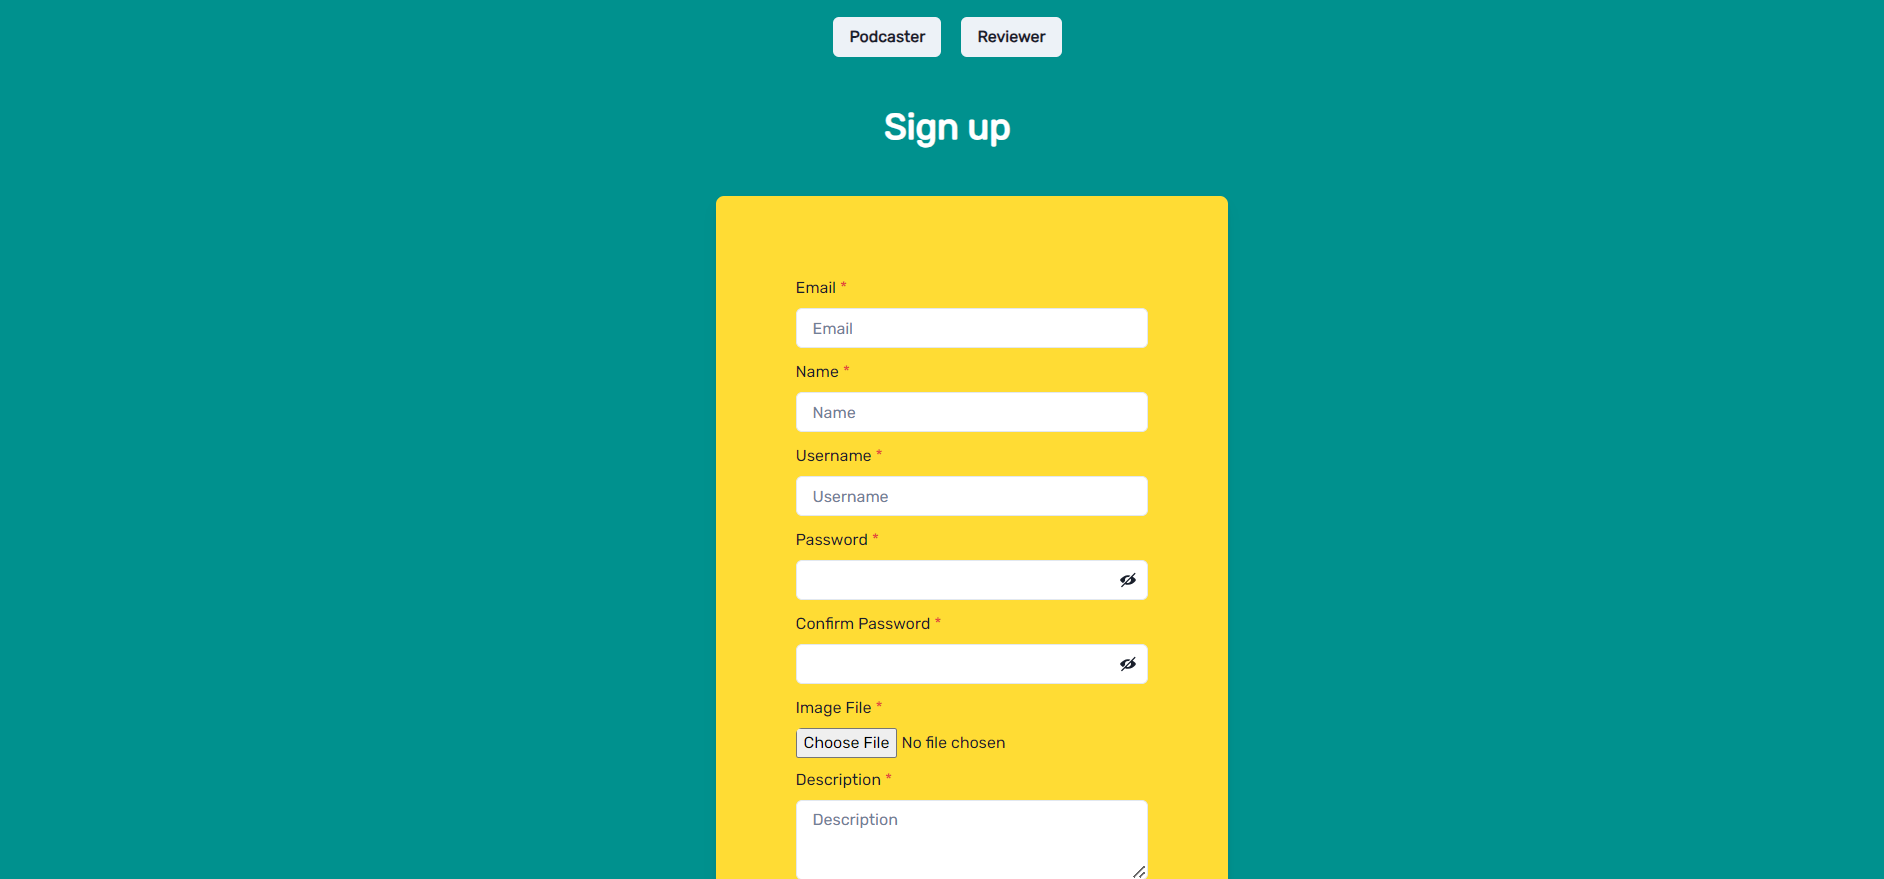 Podcaster Reviewer
Sign up
Email *
Email
Name *
Name
Username *
Username
Password *
Confirm Password *
Image File *
Choose File No file chosen
Description *
Description